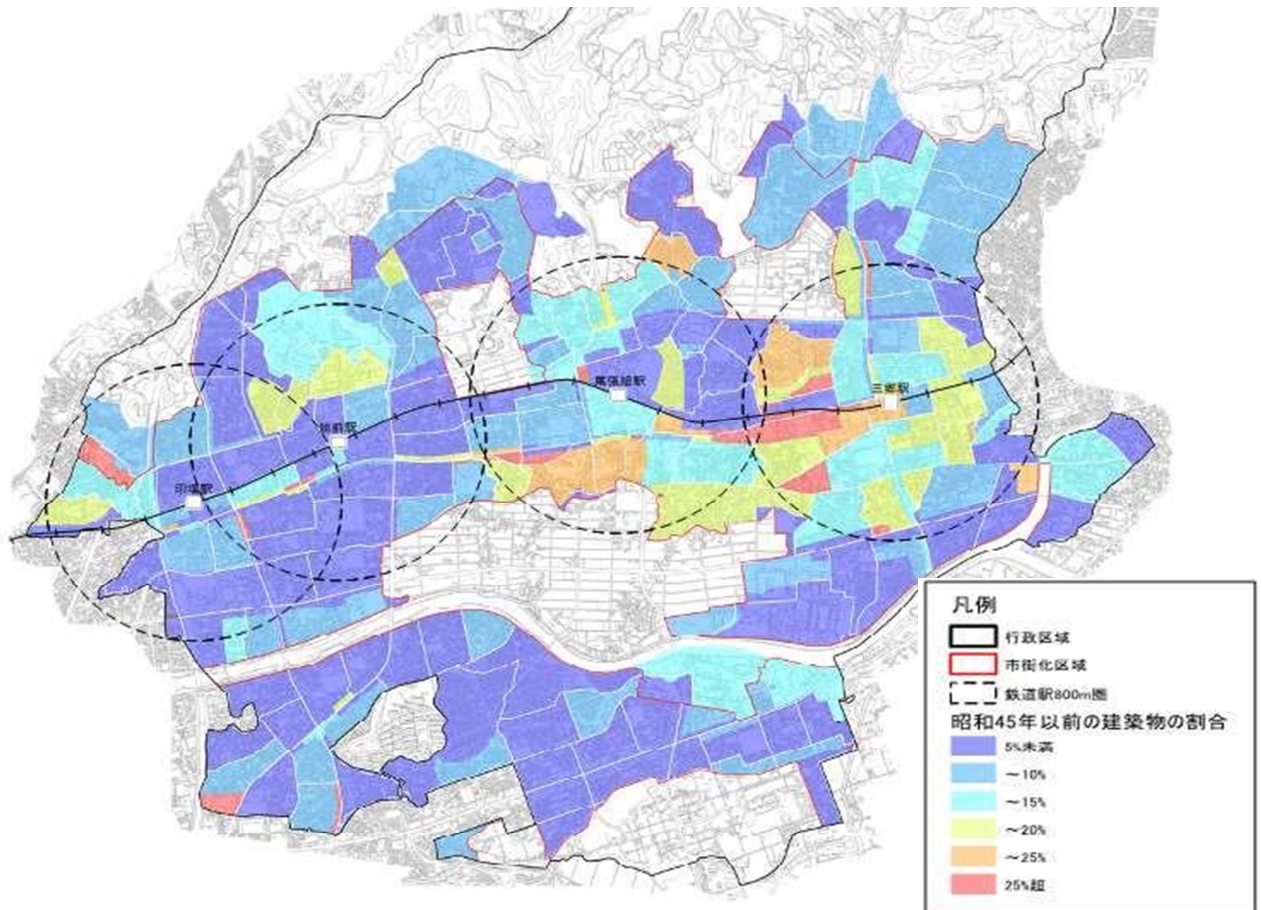 尾張旭駅
三郷駅
旭前駅
印場駅
凡例
行政区域
市街化区域
鉄道駅800m圏
昭和45年以前の建築物の割合
5%未満
～10%
～15%
～20%
～25%
25%超